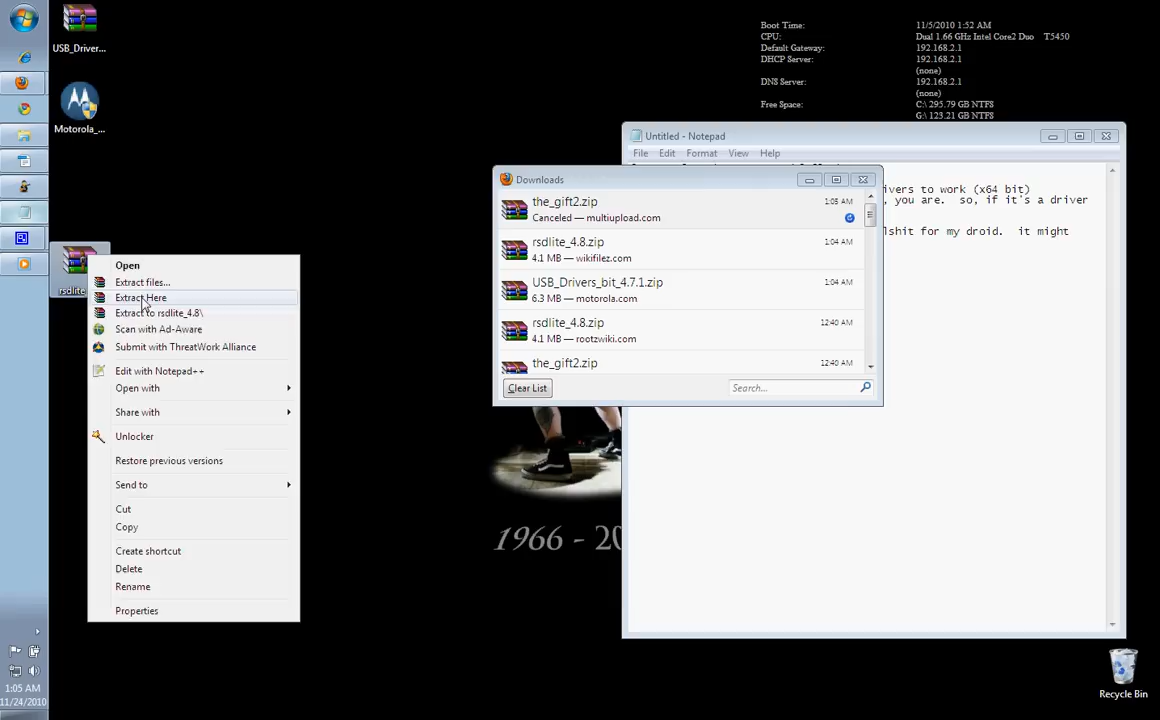 USB_Driver...
Motorola_...
rsdlite
Boot Time: 11/5/2010 1:52 AM
CPU: Dual 1.66 GHz Intel Core2 Duo T5450
Default Gateway: 192.168.2.1
DHCP Server: 192.168.2.1
(none)
DNS Server: 192.168.2.1
(none)
Free Space: C:\ 295.79 GB NTFS
G:\ 123.21 GB NTFS
Untitled - Notepad
File Edit Format View Help
ivers to work (x64 bit)
, you are. so, if it's a driver
lshit for my droid. it might
Downloads
the_gift2.zip 1:05 AM
Canceled — multiupload.com
rsdlite_4.8.zip 1:04 AM
4.1 MB — wikifilez.com
USB_Drivers_bit_4.7.1.zip 1:04 AM
6.3 MB — motorola.com
rsdlite_4.8.zip 12:40 AM
4.1 MB — rootzwiki.com
the_gift2.zip 12:40 AM
Clear List Search...
Open
Extract files...
Extract Here
Extract to rsdlite_4.8\
Scan with Ad-Aware
Submit with ThreatWork Alliance
Edit with Notepad++
Open with
Share with
Unlocker
Restore previous versions
Send to
Cut
Copy
Create shortcut
Delete
Rename
Properties
1966 - 20
1:05 AM
11/24/2010
Recycle Bin